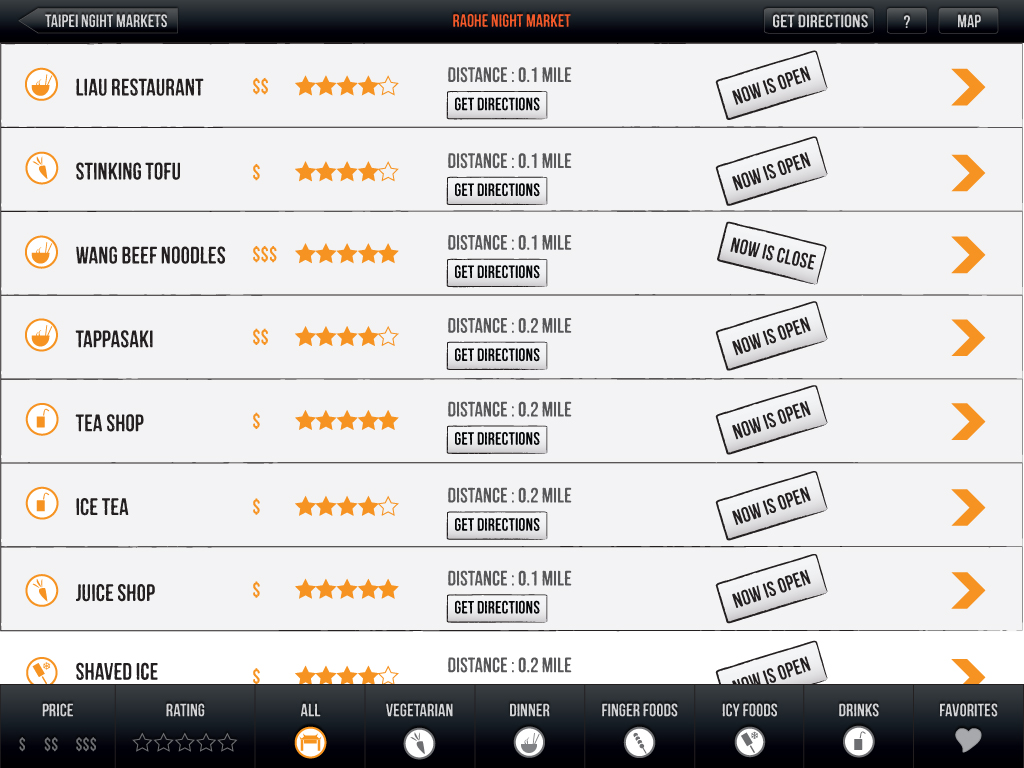 TAIPEI NGIHT MARKETS RAOHE NIGHT MARKET GET DIRECTIONS ? MAP
LIAU RESTAURANT $$ DISTANCE : 0.1 MILE
GET DIRECTIONS
NOW IS OPEN
STINKING TOFU $ DISTANCE : 0.1 MILE
GET DIRECTIONS
NOW IS OPEN
WANG BEEF NOODLES $$$ DISTANCE : 0.1 MILE
GET DIRECTIONS
NOW IS CLOSE
TAPPASAKI $$ DISTANCE : 0.2 MILE
GET DIRECTIONS
NOW IS OPEN
TEA SHOP $ DISTANCE : 0.2 MILE
GET DIRECTIONS
NOW IS OPEN
ICE TEA $ DISTANCE : 0.2 MILE
GET DIRECTIONS
NOW IS OPEN
JUICE SHOP $ DISTANCE : 0.1 MILE
GET DIRECTIONS
NOW IS OPEN
SHAVED ICE $ DISTANCE : 0.2 MILE
NOW IS OPEN
PRICE RATING ALL VEGETARIAN DINNER FINGER FOODS ICY FOODS DRINKS FAVORITES
$ $$ $$$